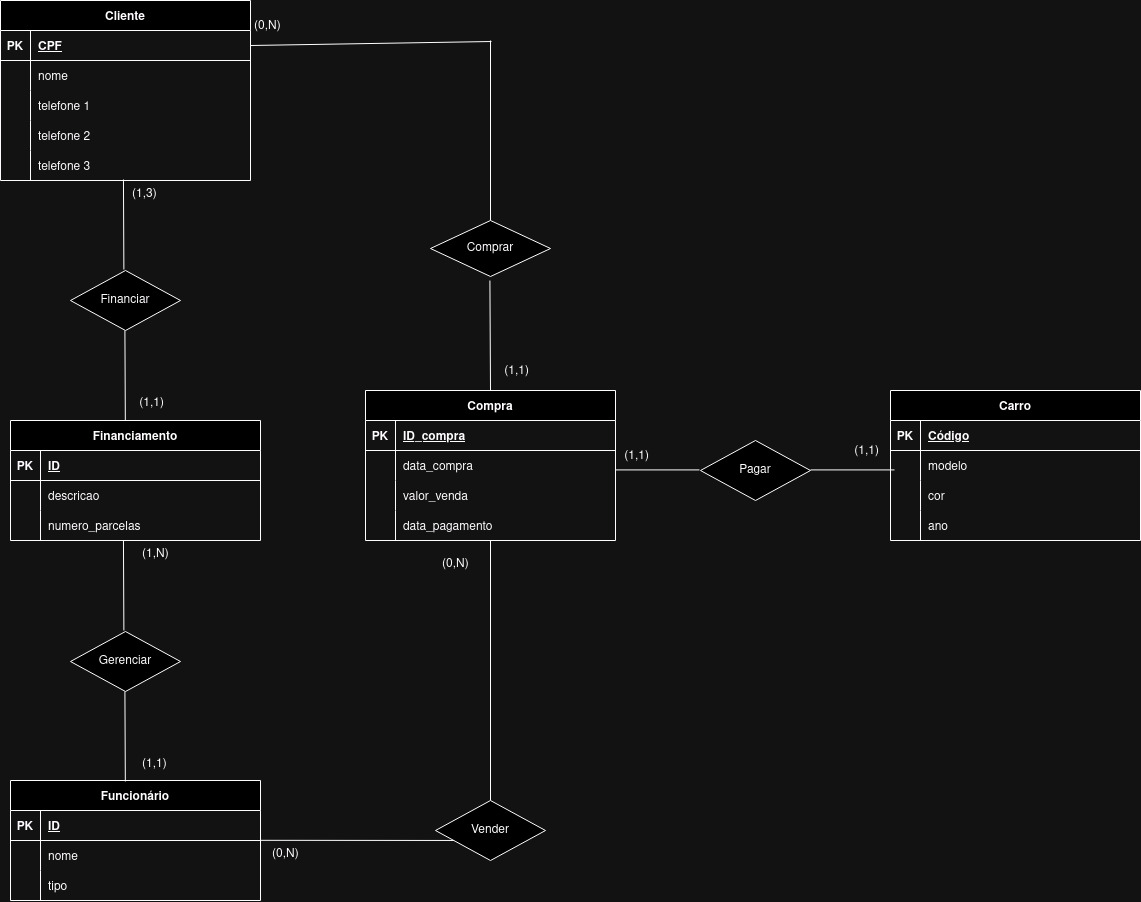 Cliente
(0,N)
PK CPF
nome
telefone 1
telefone 2
telefone 3
(1,3)
Comprar
Financiar
(1,1)
(1,1)
Financiamento
PK ID
descricao
numero_parcelas
(1,N)
Compra
PK ID_compra
data_compra
valor_venda
data_pagamento
(0,N)
(1,1)
Pagar
(1,1)
Carro
PK Código
modelo
cor
ano
Gerenciar
(1,1)
Funcionário
PK ID
nome
tipo
(0,N)
Vender